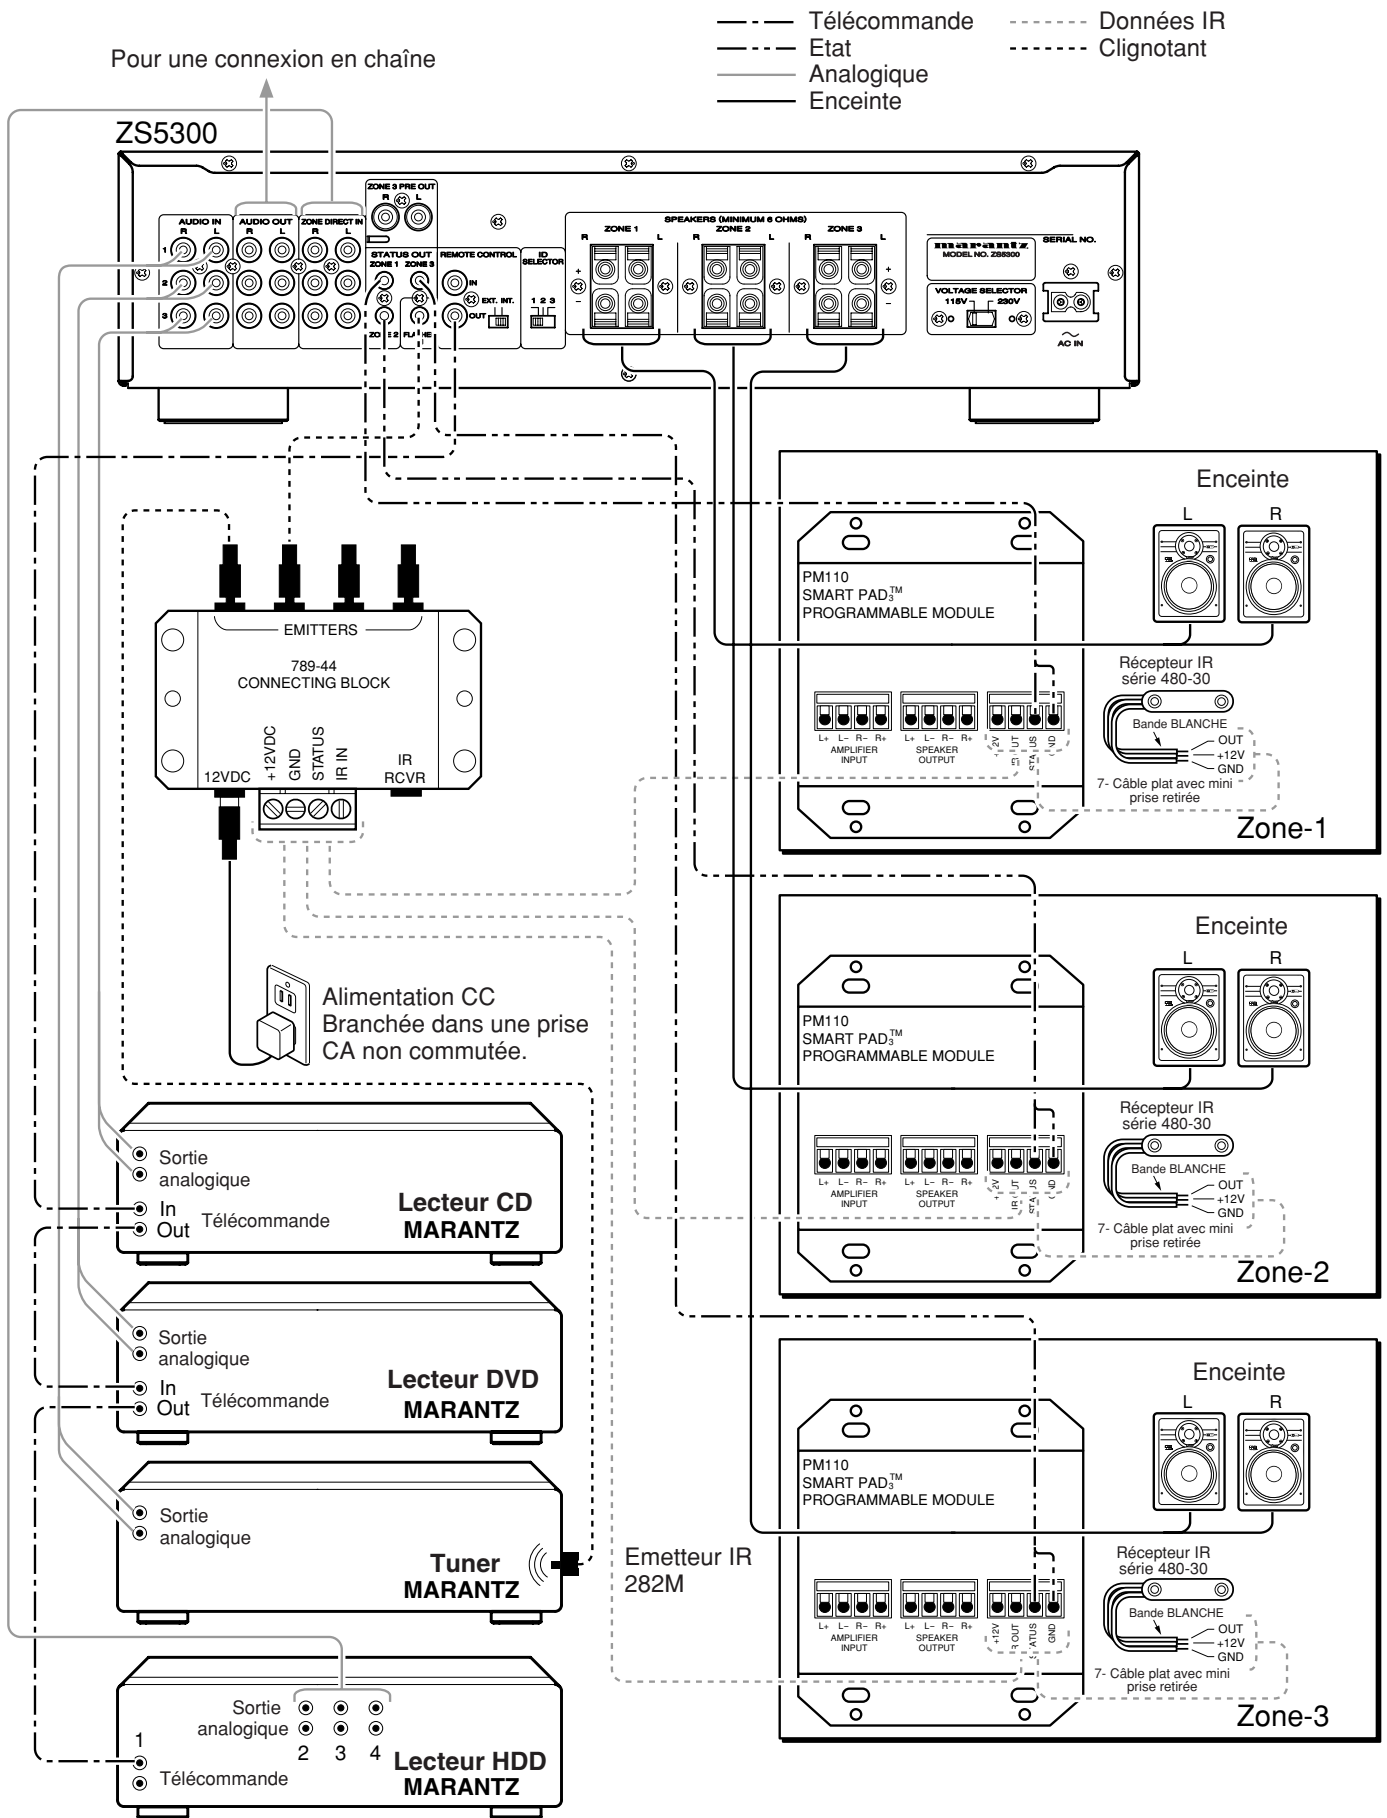 Télécommande
Etat
Analogique
Enceinte
Données IR
Clignotant
Pour une connexion en chaîne
ZS5300
ZONE 3 PRE OUT
R L
AUDIO IN
R L
AUDIO OUT
R L
ZONE DIRECT IN
R L
1
2
3
STATUS OUT
ZONE 1 ZONE 3
ZONE 2
REMOTE CONTROL
IN
OUT
EXT. INT.
ID
SELECTOR
1 2 3
SPEAKERS (MINIMUM 6 OHMS)
ZONE 1
R L
ZONE 2
R L
ZONE 3
R L
+
−
+
−
marantz
MODEL NO. ZS5300
SERIAL NO.
VOLTAGE SELECTOR
115V 230V
AC IN
EMITTERS
789-44
CONNECTING BLOCK
12VDC
+12VDC
GND
STATUS
IR IN
IR
RCVR
Alimentation CC
Branchée dans une prise
CA non commutée.
Enceinte
L R
PM110
SMART PAD3™
PROGRAMMABLE MODULE
L+ L− R− R+
AMPLIFIER
INPUT
L+ L− R− R+
SPEAKER
OUTPUT
Récepteur IR
série 480-30
Bande BLANCHE
OUT
+12V
GND
7- Câble plat avec mini
prise retirée
Zone-1
Enceinte
L R
PM110
SMART PAD3™
PROGRAMMABLE MODULE
L+ L− R− R+
AMPLIFIER
INPUT
L+ L− R− R+
SPEAKER
OUTPUT
Récepteur IR
série 480-30
Bande BLANCHE
OUT
+12V
GND
7- Câble plat avec mini
prise retirée
Zone-2
Enceinte
L R
PM110
SMART PAD3™
PROGRAMMABLE MODULE
L+ L− R− R+
AMPLIFIER
INPUT
L+ L− R− R+
SPEAKER
OUTPUT
+12V
GND
Récepteur IR
série 480-30
Bande BLANCHE
OUT
+12V
GND
7- Câble plat avec mini
prise retirée
Zone-3
Sortie
analogique
In
Out
Télécommande
Lecteur CD
MARANTZ
Sortie
analogique
In
Out
Télécommande
Lecteur DVD
MARANTZ
Sortie
analogique
Tuner
MARANTZ
Emetteur IR
282M
Sortie
analogique
1
2 3 4
Télécommande
Lecteur HDD
MARANTZ